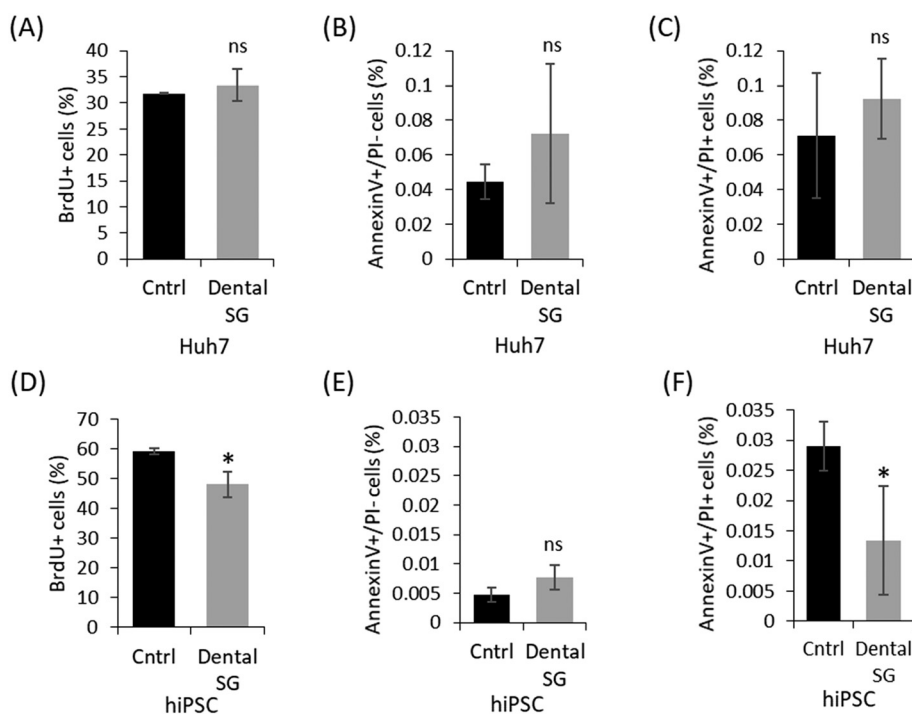 (A)
BrdU+ cells (%)
40
35
30
25
20
15
10
5
0
ns
Cntrl
Dental
SG
Huh7
(B)
AnnexinV+/PI- cells (%)
0.12
0.1
0.08
0.06
0.04
0.02
0
ns
Cntrl
Dental
SG
Huh7
(C)
AnnexinV+/PI+ cells (%)
0.12
0.1
0.08
0.06
0.04
0.02
0
ns
Cntrl
Dental
SG
Huh7
(D)
BrdU+ cells (%)
70
60
50
40
30
20
10
0
*
Cntrl
Dental
SG
hiPSC
(E)
AnnexinV+/PI- cells (%)
0.035
0.03
0.025
0.02
0.015
0.01
0.005
0
ns
Cntrl
Dental
SG
hiPSC
(F)
AnnexinV+/PI+ cells (%)
0.035
0.03
0.025
0.02
0.015
0.01
0.005
0
*
Cntrl
Dental
SG
hiPSC